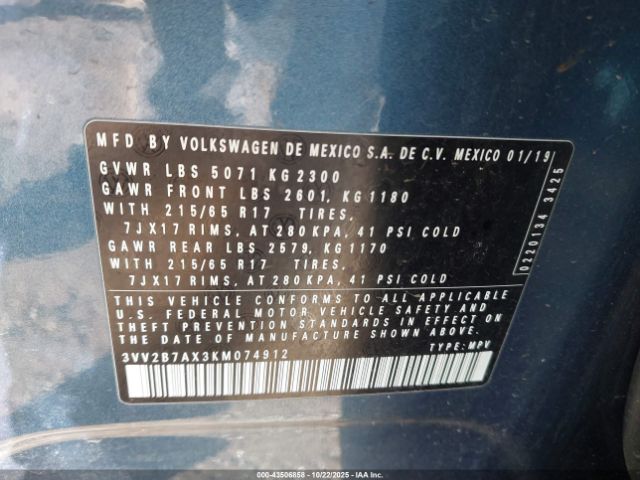 MFD BY VOLKSWAGEN DE MEXICO S.A. DE C.V. MEXICO 01/19
GVWR LBS 5071 KG 2300
GAWR FRONT LBS 2601, KG 1180
WITH 215/65 R17 TIRES,
7JX17 RIMS, AT 280 KPA, 41 PSI COLD
GAWR REAR LBS 2579, KG 1170
WITH 215/65 R17 TIRES,
7JX17 RIMS, AT 280 KPA, 41 PSI COLD
THIS VEHICLE CONFORMS TO ALL APPLICABLE
U.S. FEDERAL MOTOR VEHICLE SAFETY AND
THEFT PREVENTION STANDARDS IN EFFECT ON
THE DATE OF MANUFACTURE SHOWN ABOVE.
3VV2B7AX3KM074912 TYPE: MPV
0220134 3425
000-43506858 - 10/22/2025 - IAA Inc.